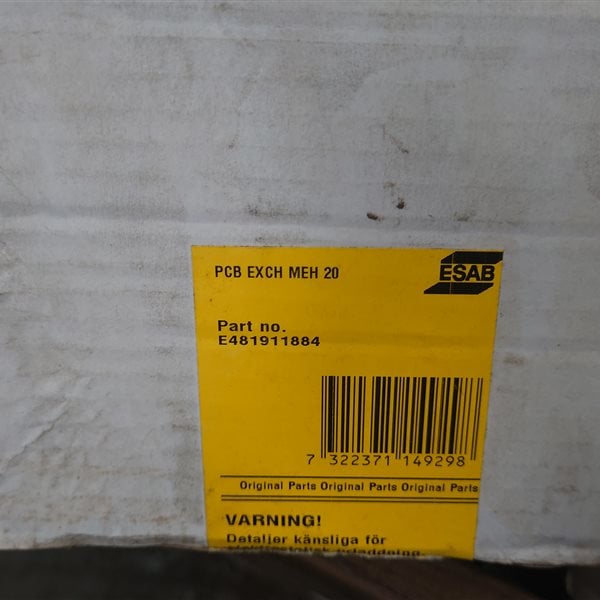 PCB EXCH MEH 20
ESAB
Part no.
E481911884
7 322371 149298
Original Parts Original Parts Original Parts
VARNING!
Detaljer känsliga för